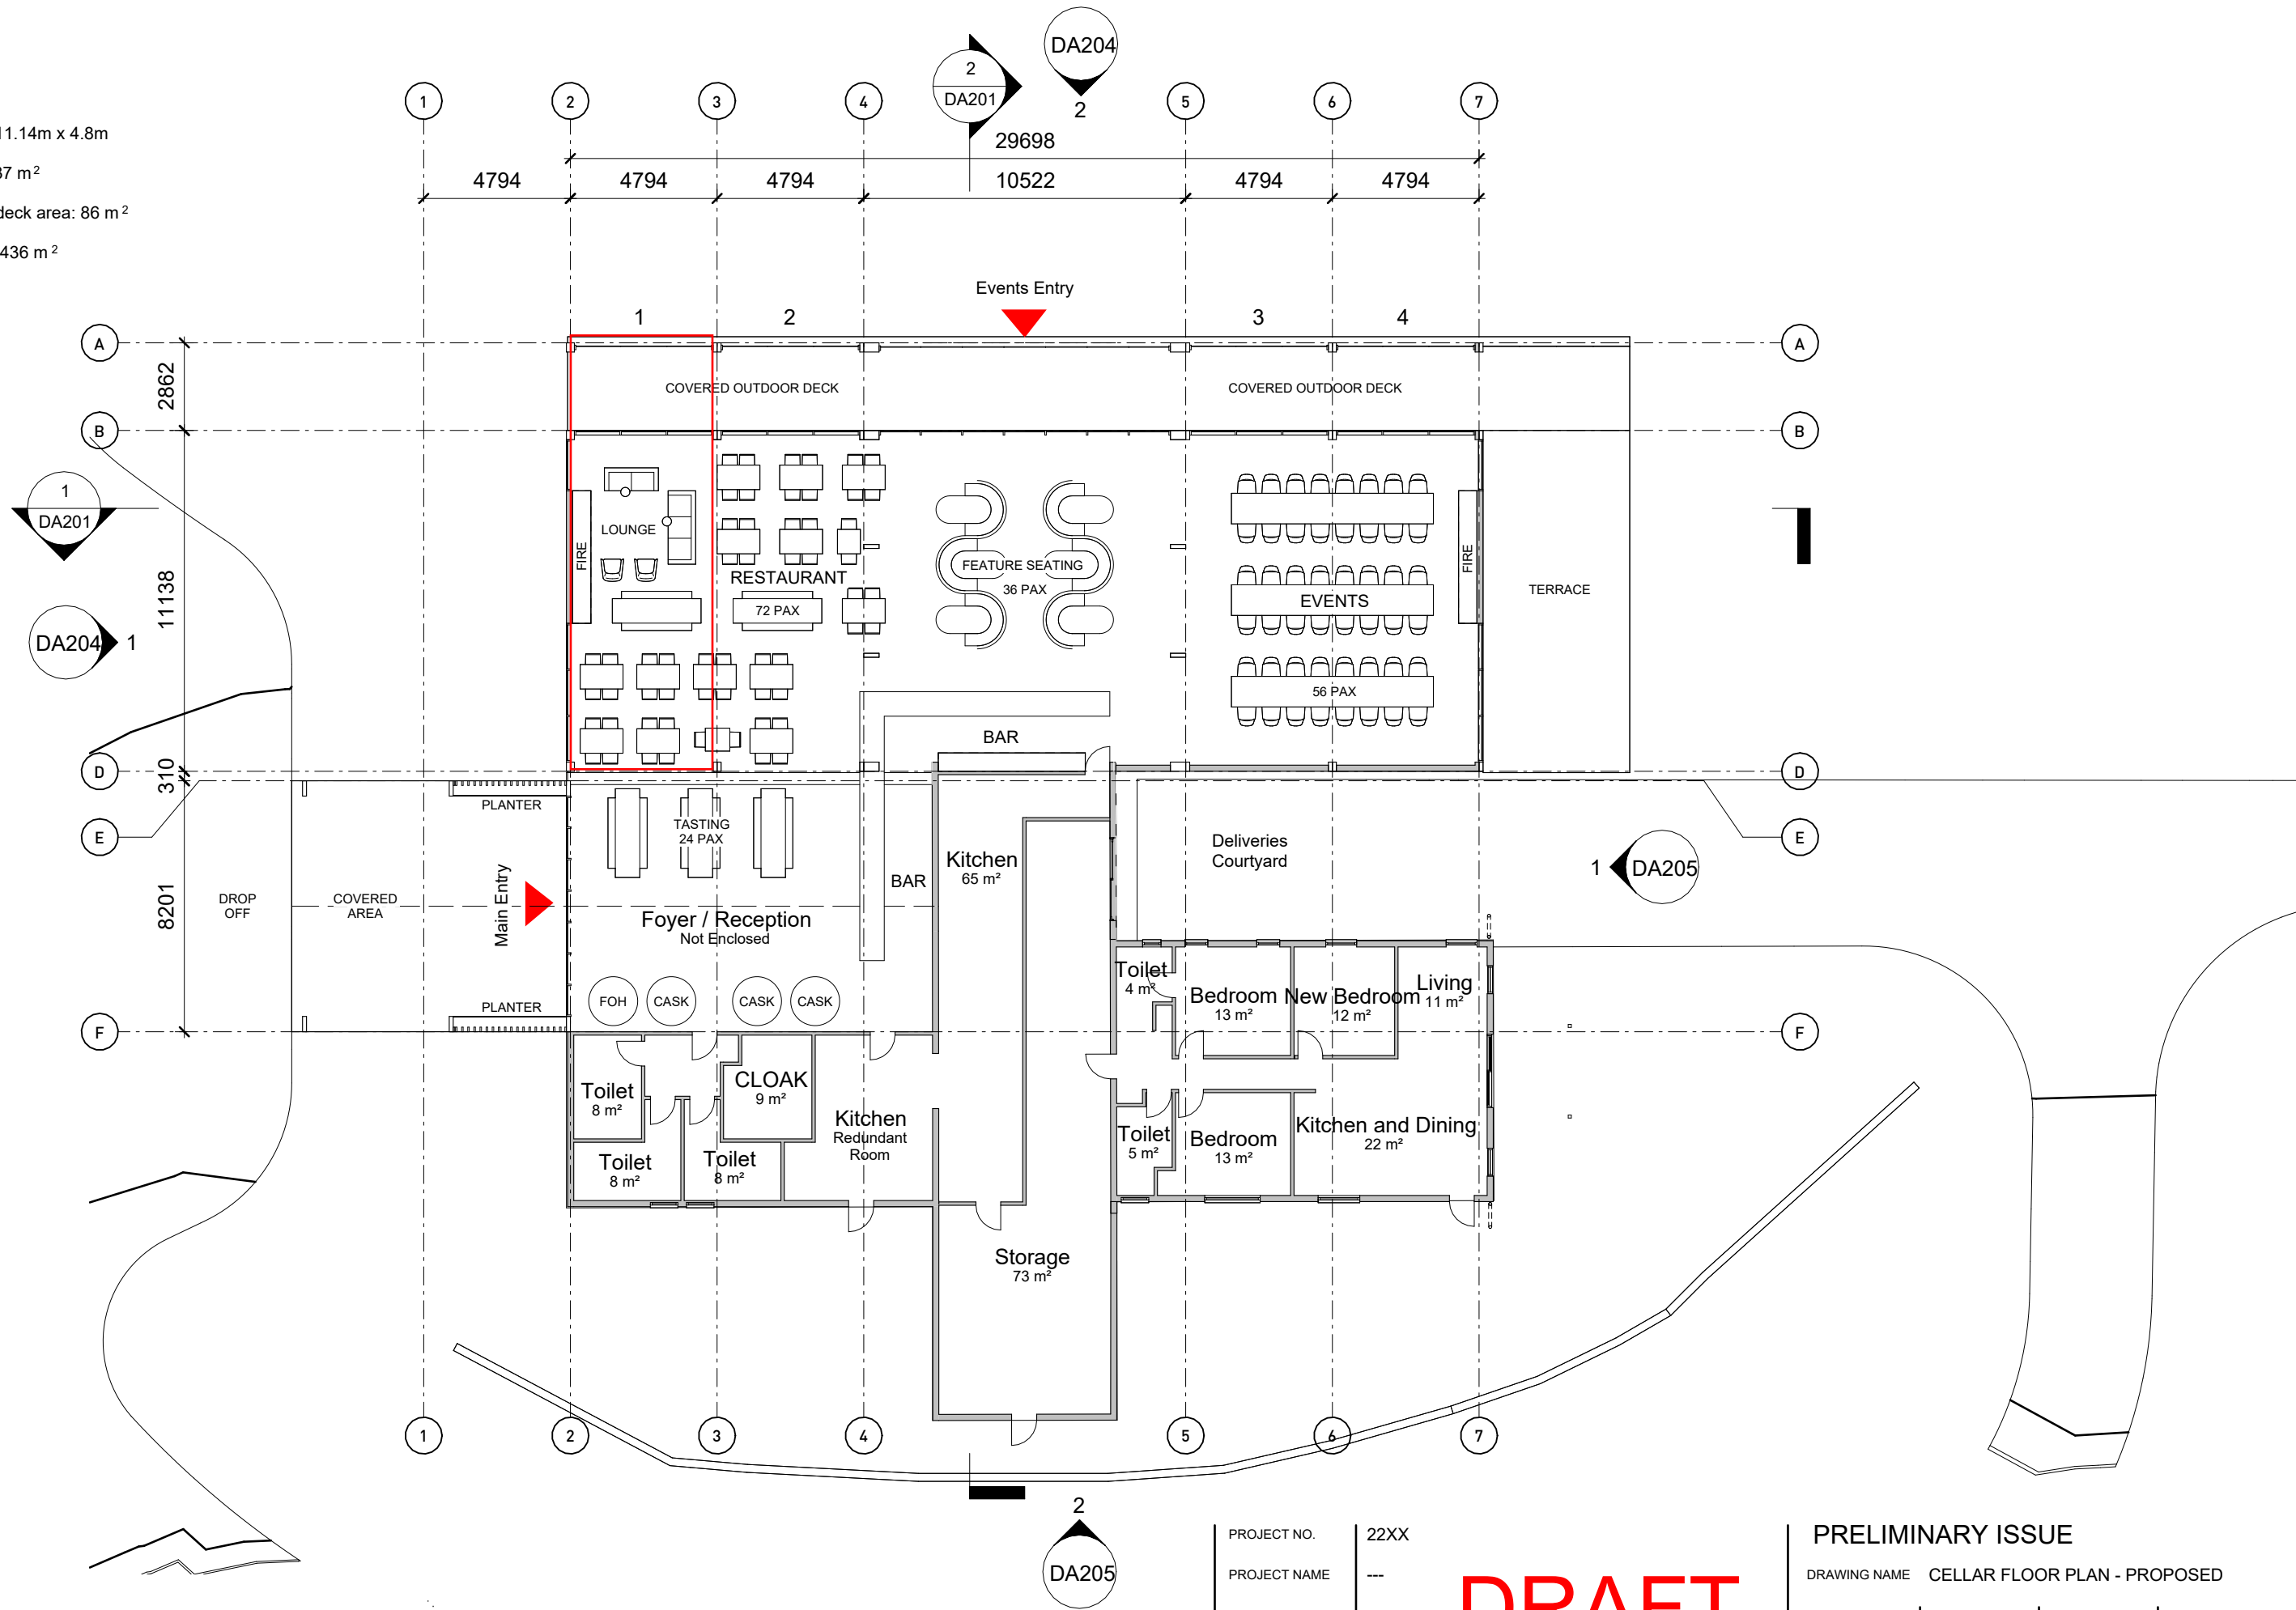 DA204
2
DA201
2
1 2 3 4 5 6 7
11.14m x 4.8m
29698
37 m²
4794 4794 4794 10522 4794 4794
deck area: 86 m²
436 m²
Events Entry
1 2 3 4
A A
2862
COVERED OUTDOOR DECK COVERED OUTDOOR DECK
B B
1
DA201
LOUNGE
FIRE
RESTAURANT
72 PAX
FEATURE SEATING
36 PAX
EVENTS
FIRE
TERRACE
11138
DA204 1
56 PAX
BAR
D D
310
PLANTER
TASTING
24 PAX
E E
Kitchen
65 m²
Deliveries
Courtyard
1 DA205
BAR
8201
DROP
OFF
COVERED
AREA
Main Entry
Foyer / Reception
Not Enclosed
Toilet
4 m²
Bedroom
13 m²
New Bedroom
12 m²
Living
11 m²
PLANTER
FOH CASK CASK CASK
F F
Toilet
8 m²
CLOAK
9 m²
Kitchen
Redundant
Room
Toilet
5 m²
Bedroom
13 m²
Kitchen and Dining
22 m²
Toilet
8 m²
Toilet
8 m²
Storage
73 m²
1 2 3 4 5 6 7
2
DA205
PROJECT NO. 22XX
PROJECT NAME ---
DRAFT
PRELIMINARY ISSUE
DRAWING NAME CELLAR FLOOR PLAN - PROPOSED